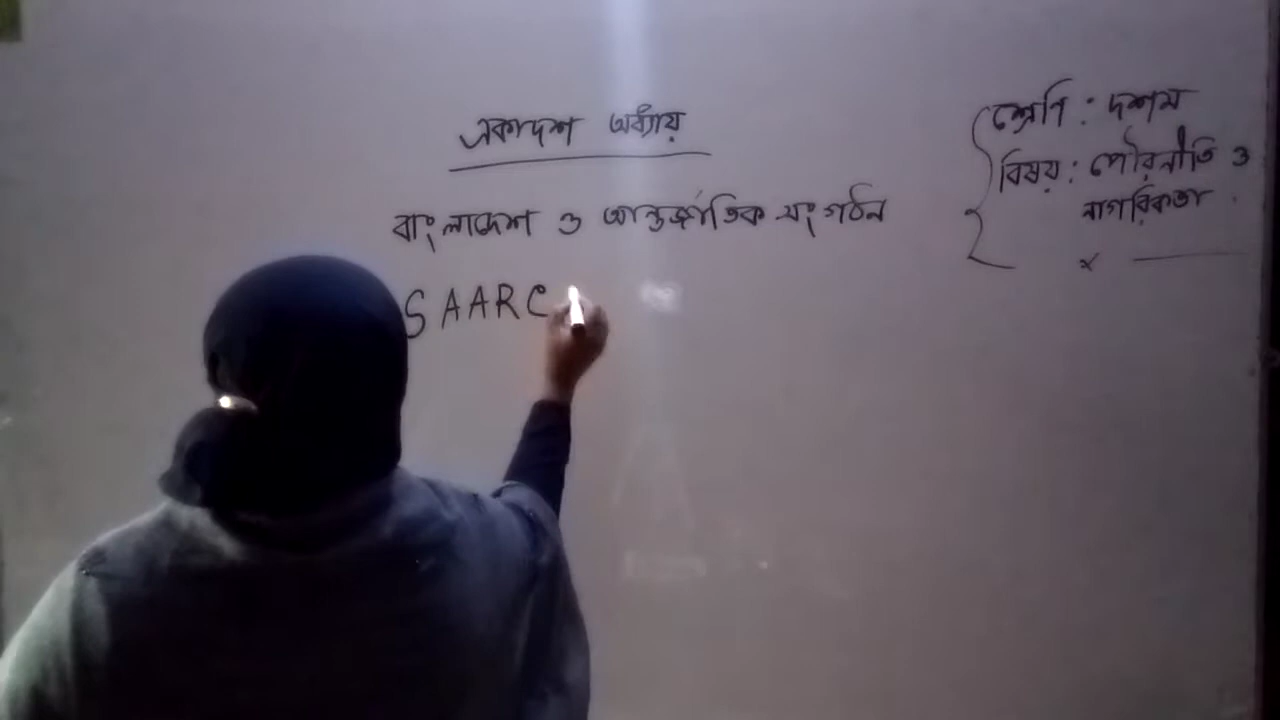 একাদশ অধ্যায়
বাংলাদেশ ও আন্তর্জাতিক সংগঠন
SAARC
শ্রেণি : দশম
বিষয় : পৌরনীতি ও
নাগরিকতা